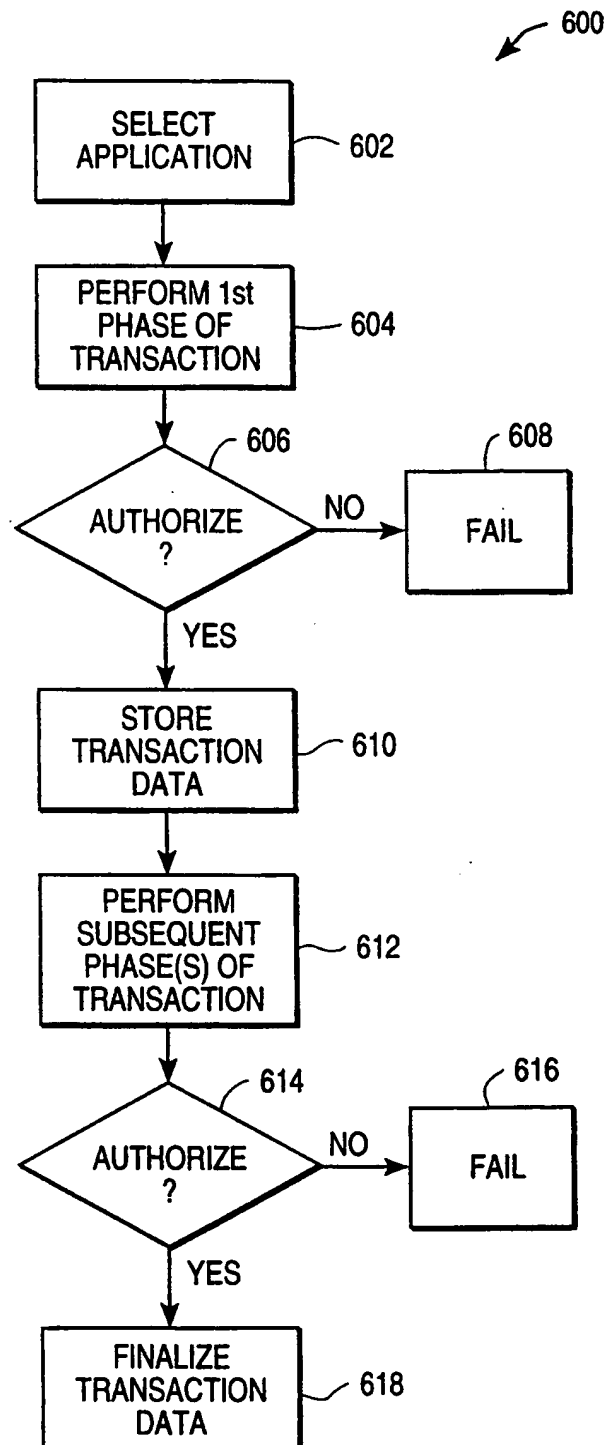 600
SELECT
APPLICATION
602
PERFORM 1st
PHASE OF
TRANSACTION
604
606
AUTHORIZE
?
NO
608
FAIL
YES
STORE
TRANSACTION
DATA
610
PERFORM
SUBSEQUENT
PHASE(S) OF
TRANSACTION
612
614
AUTHORIZE
?
NO
616
FAIL
YES
FINALIZE
TRANSACTION
DATA
618